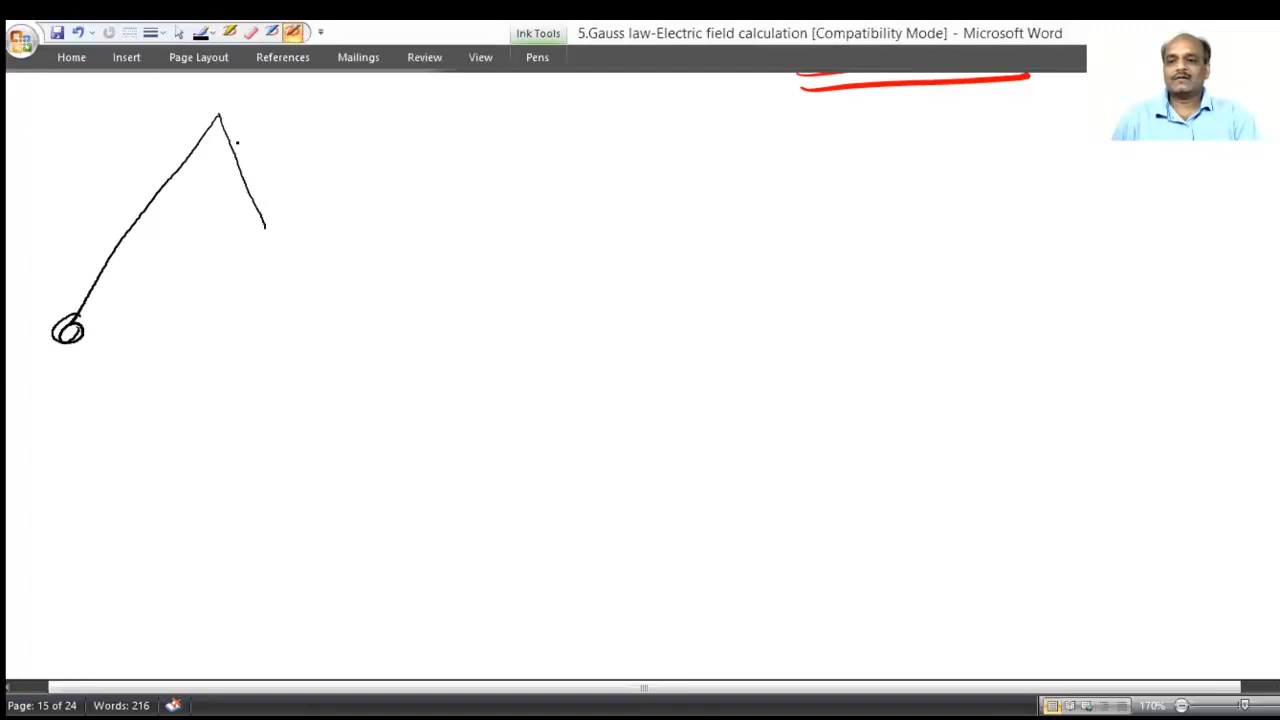 Ink Tools 5.Gauss law-Electric field calculation [Compatibility Mode] - Microsoft Word
Home Insert Page Layout References Mailings Review View Pens
Page: 15 of 24 Words: 216 170%